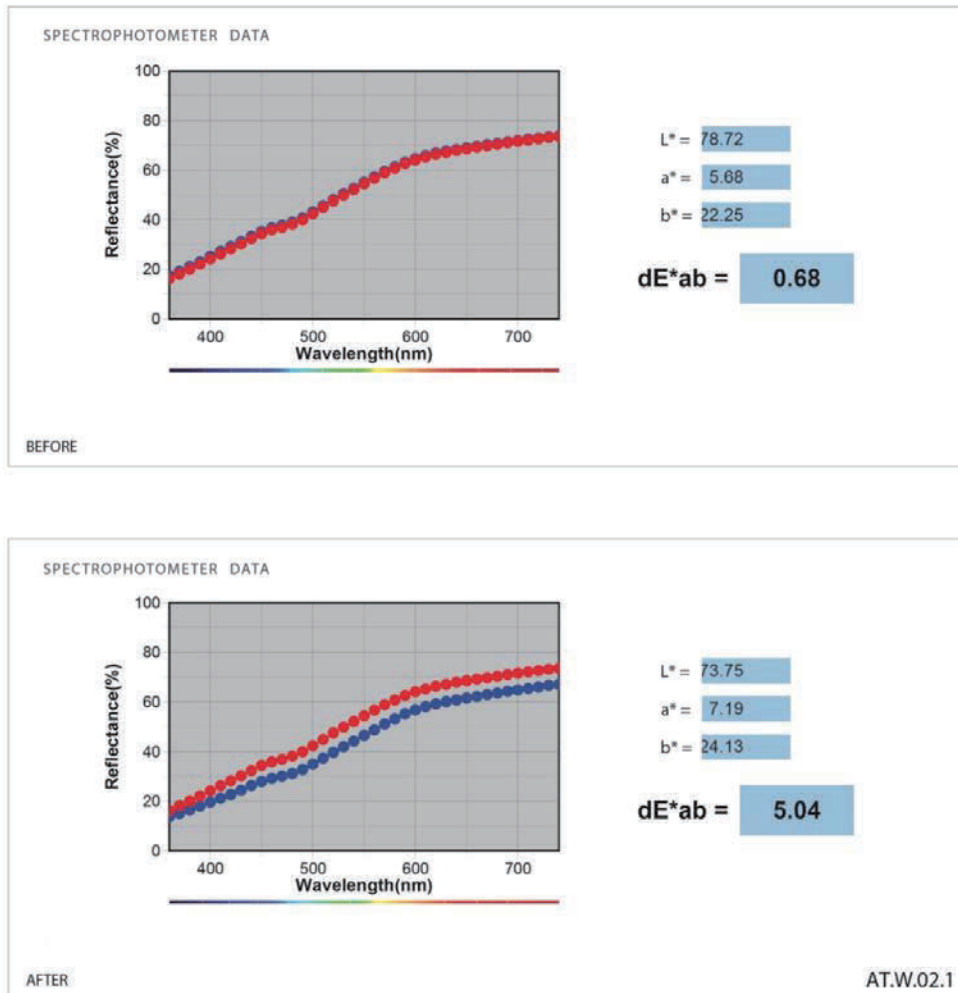 SPECTROPHOTOMETER DATA
100
80
60
40
20
0
Reflectance(%)
400 500 600 700
Wavelength(nm)
L* = 78.72
a* = 5.68
b* = 22.25
dE*ab = 0.68
BEFORE
SPECTROPHOTOMETER DATA
100
80
60
40
20
0
Reflectance(%)
400 500 600 700
Wavelength(nm)
L* = 73.75
a* = 7.19
b* = 24.13
dE*ab = 5.04
AFTER
AT.W.02.1